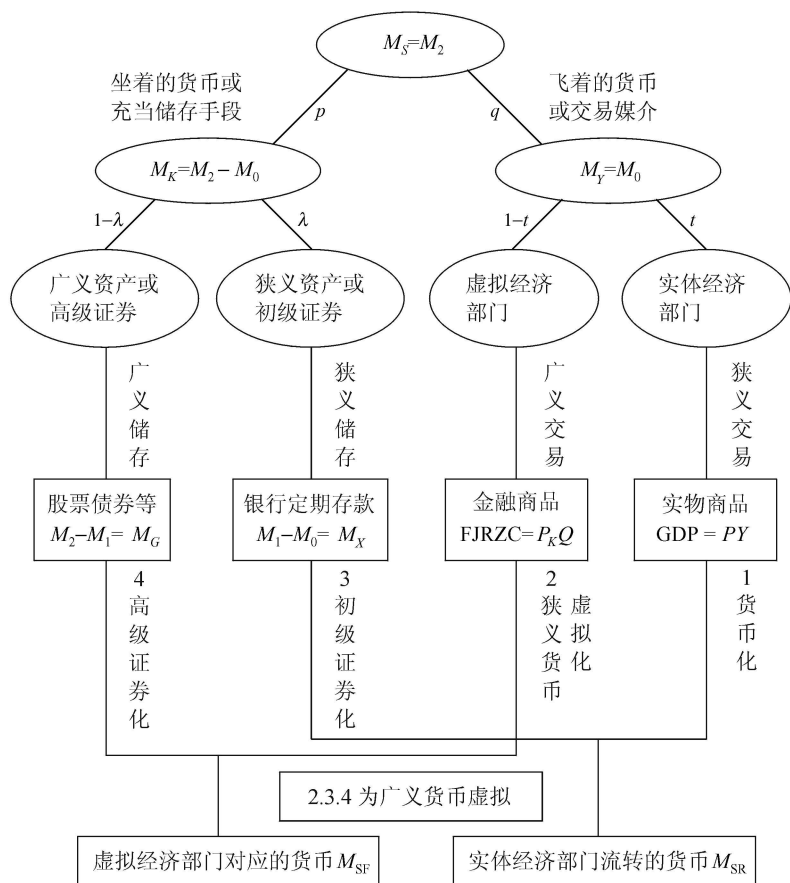 M_S=M_2
坐着的货币或
充当储存手段
p
q
飞着的货币
或交易媒介
M_K=M_2−M_0
M_Y=M_0
1−λ
λ
1−t
t
广义资产或
高级证券
狭义资产或
初级证券
虚拟经济
部门
实体经济
部门
广义储存
狭义储存
广义交易
狭义交易
股票债券等
M_2−M_1= M_G
银行定期存款
M_1−M_0= M_X
金融商品
FJRZC=P_KQ
实物商品
GDP = PY
4
高级证券化
3
初级证券化
2
狭义货币
虚拟化
1
货币化
2.3.4 为广义货币虚拟
虚拟经济部门对应的货币 M_SF
实体经济部门流转的货币 M_SR